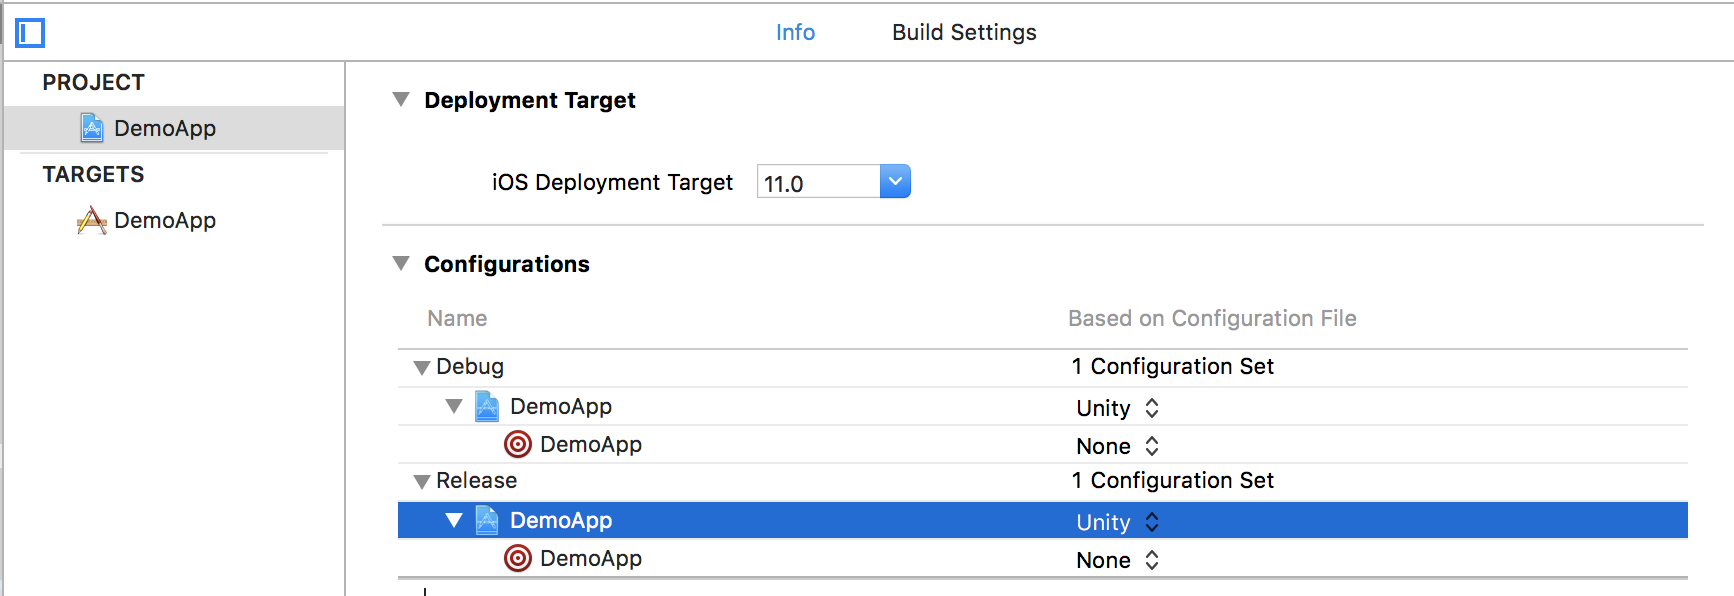 Info Build Settings
PROJECT
DemoApp
TARGETS
DemoApp
Deployment Target
iOS Deployment Target 11.0
Configurations
Name Based on Configuration File
Debug 1 Configuration Set
DemoApp Unity
DemoApp None
Release 1 Configuration Set
DemoApp Unity
DemoApp None